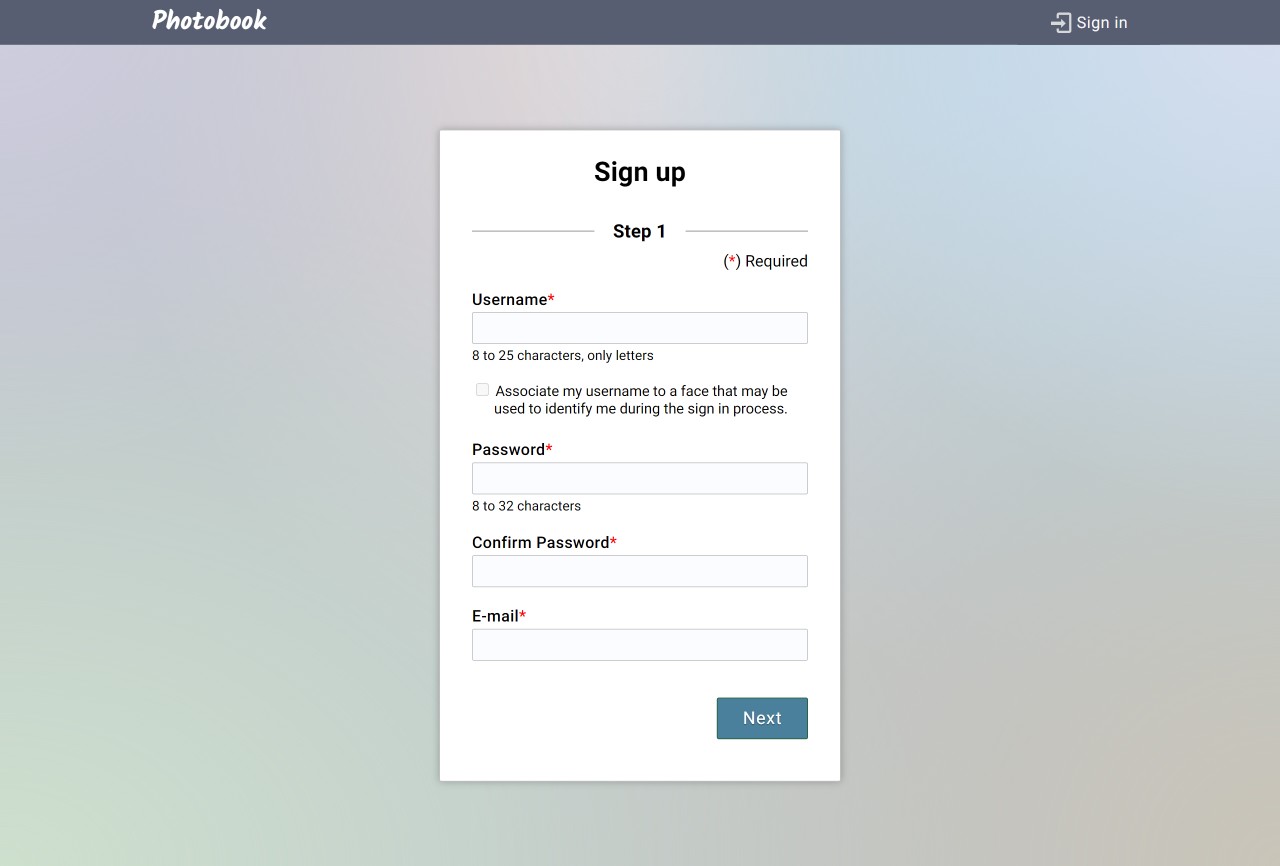 Photobook
Sign in
Sign up
Step 1
(*) Required
Username*
8 to 25 characters, only letters
Associate my username to a face that may be
used to identify me during the sign in process.
Password*
8 to 32 characters
Confirm Password*
E-mail*
Next